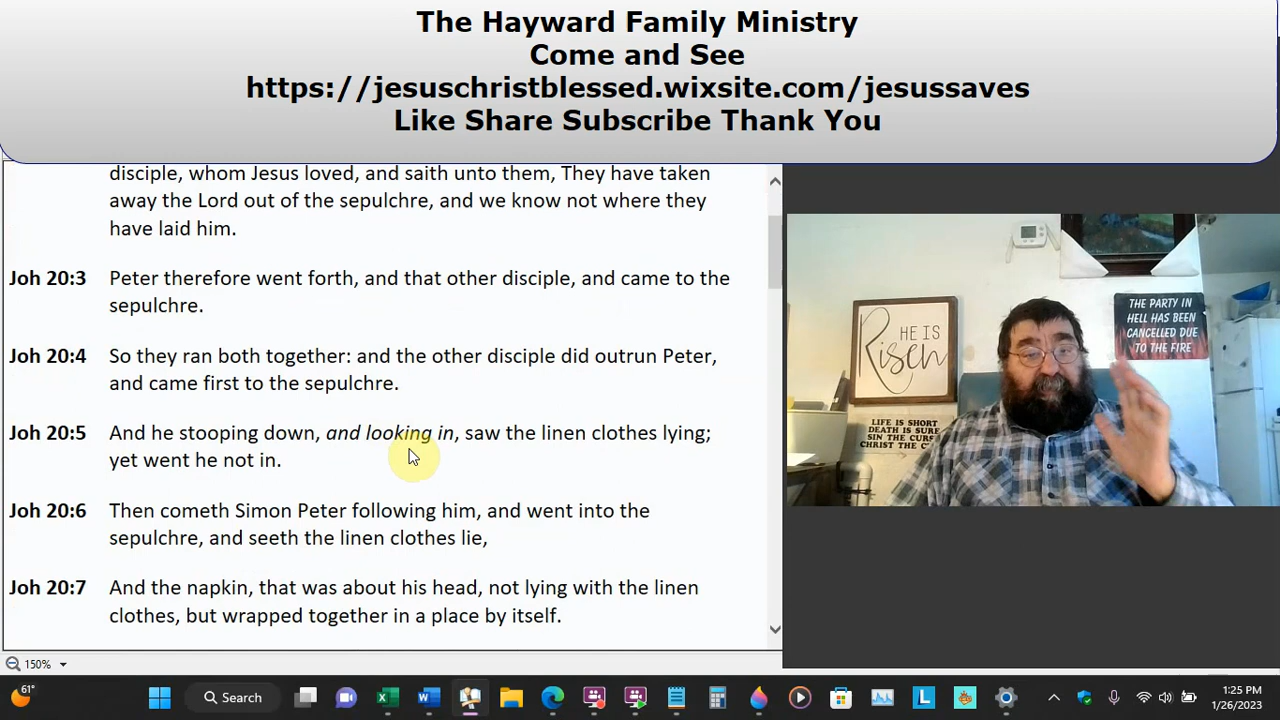 The Hayward Family Ministry
Come and See
https://jesuschristblessed.wixsite.com/jesussaves
Like Share Subscribe Thank You
disciple, whom Jesus loved, and saith unto them, They have taken
away the Lord out of the sepulchre, and we know not where they
have laid him.
Joh 20:3 Peter therefore went forth, and that other disciple, and came to the
sepulchre.
Joh 20:4 So they ran both together: and the other disciple did outrun Peter,
and came first to the sepulchre.
Joh 20:5 And he stooping down, and looking in, saw the linen clothes lying;
yet went he not in.
Joh 20:6 Then cometh Simon Peter following him, and went into the
sepulchre, and seeth the linen clothes lie,
Joh 20:7 And the napkin, that was about his head, not lying with the linen
clothes, but wrapped together in a place by itself.
HE IS
Risen
THE PARTY IN
HELL HAS BEEN
CANCELLED DUE
TO THE FIRE
LIFE IS SHORT
DEATH IS SURE
SIN THE CURS
CHRIST THE C
150%
61°
Search
1:25 PM
1/26/2023